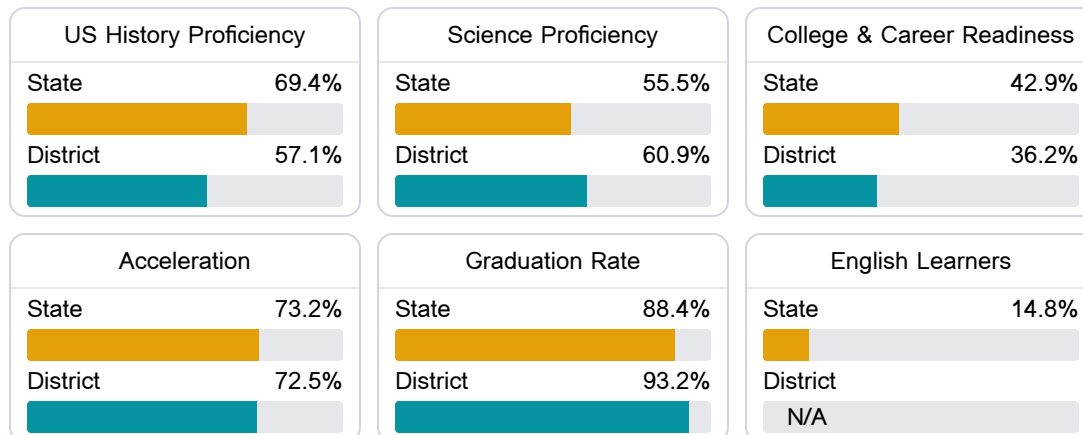 US History Proficiency
State 69.4%
District 57.1%
Science Proficiency
State 55.5%
District 60.9%
College & Career Readiness
State 42.9%
District 36.2%
Acceleration
State 73.2%
District 72.5%
Graduation Rate
State 88.4%
District 93.2%
English Learners
State 14.8%
District
N/A